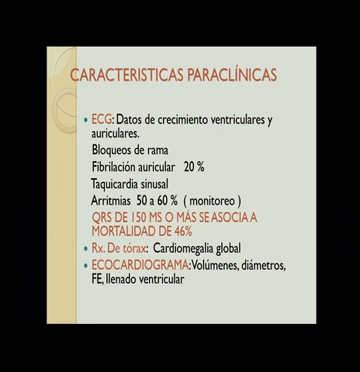 CARACTERISTICAS PARACLÍNICAS
ECG: Datos de crecimiento ventriculares y
auriculares.
Bloqueos de rama
Fibrilación auricular 20 %
Taquicardia sinusal
Arritmias 50 a 60 % ( monitoreo )
QRS DE 150 MS O MÁS SE ASOCIA A
MORTALIDAD DE 46%
Rx. De tórax: Cardiomegalia global
ECOCARDIOGRAMA: Volúmenes, diámetros,
FE, llenado ventricular